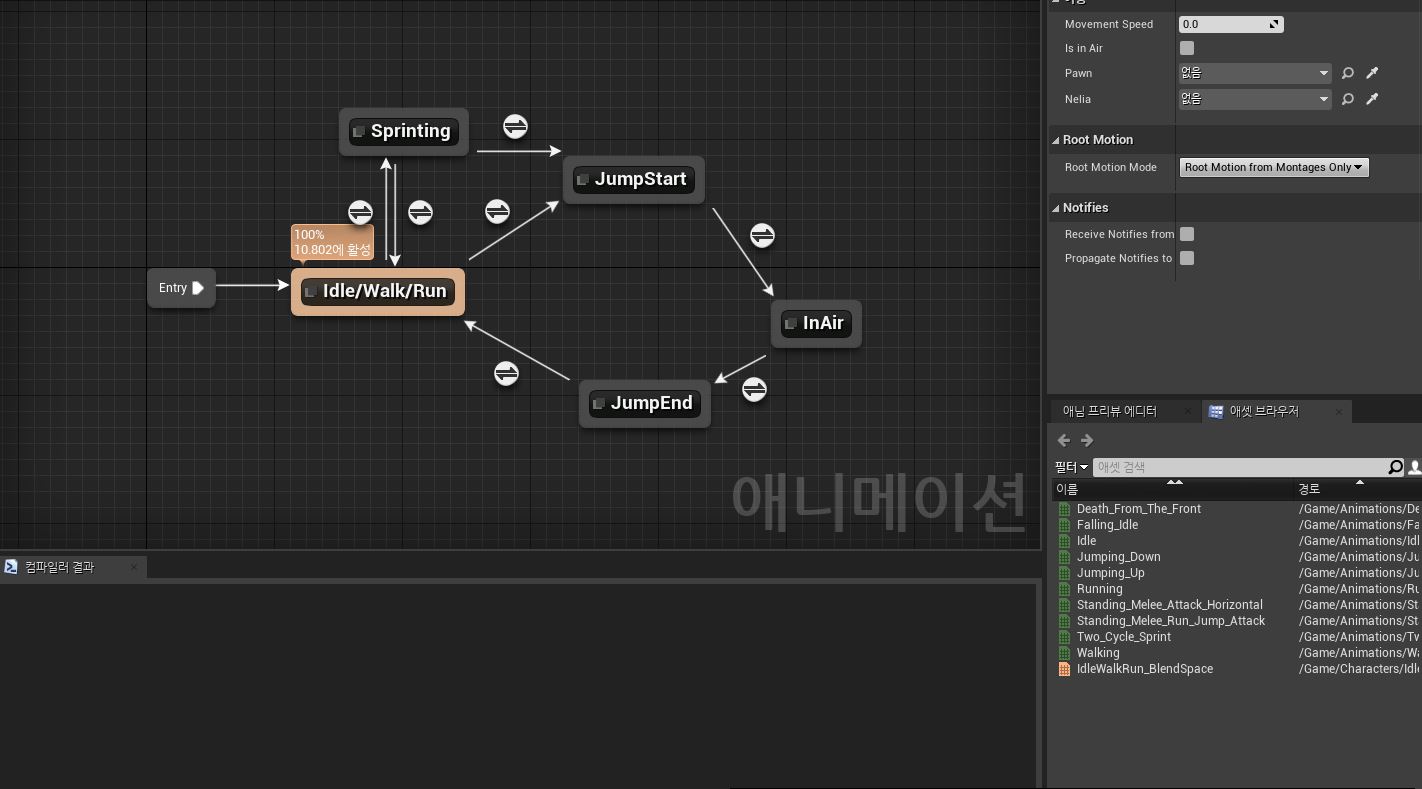 Movement Speed
0.0
Is in Air
Pawn
없음
Nelia
없음
Root Motion
Root Motion Mode
Root Motion from Montages Only
Notifies
Receive Notifies from
Propagate Notifies to
Sprinting
JumpStart
100%
10.802에 활성
Entry
Idle/Walk/Run
InAir
JumpEnd
애니메이션
컴파일러 결과
애님 프리뷰 에디터
애셋 브라우저
필터
애셋 검색
이름 경로
Death_From_The_Front /Game/Animations/De
Falling_Idle /Game/Animations/Fa
Idle /Game/Animations/Idl
Jumping_Down /Game/Animations/Ju
Jumping_Up /Game/Animations/Ju
Running /Game/Animations/Ru
Standing_Melee_Attack_Horizontal /Game/Animations/St
Standing_Melee_Run_Jump_Attack /Game/Animations/St
Two_Cycle_Sprint /Game/Animations/Tw
Walking /Game/Animations/Wa
IdleWalkRun_BlendSpace /Game/Characters/Idl